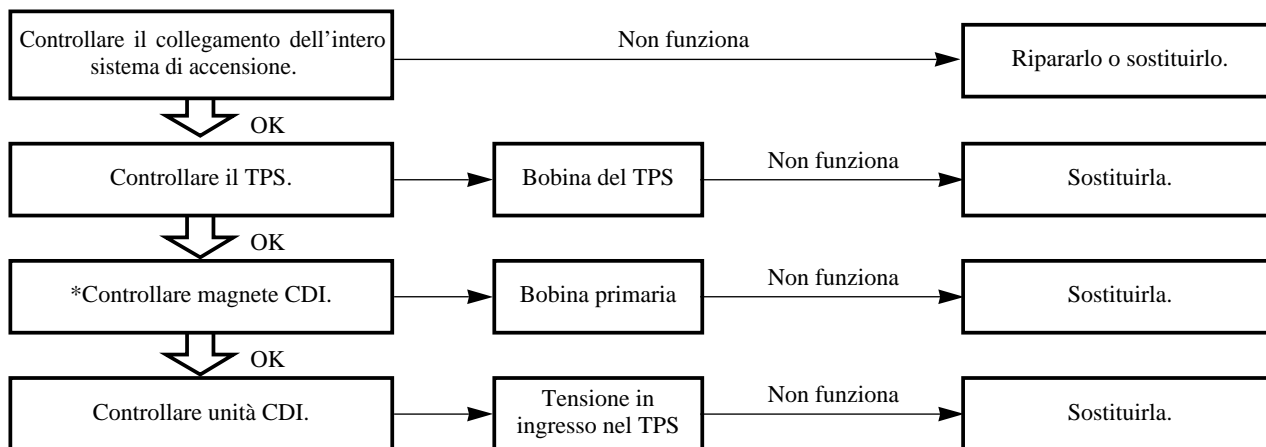 Controllare il collegamento dell'intero
sistema di accensione.
Non funziona
Ripararlo o sostituirlo.
OK
Controllare il TPS.
Bobina del TPS
Non funziona
Sostituirla.
OK
*Controllare magnete CDI.
Bobina primaria
Non funziona
Sostituirla.
OK
Controllare unità CDI.
Tensione in
ingresso nel TPS
Non funziona
Sostituirla.